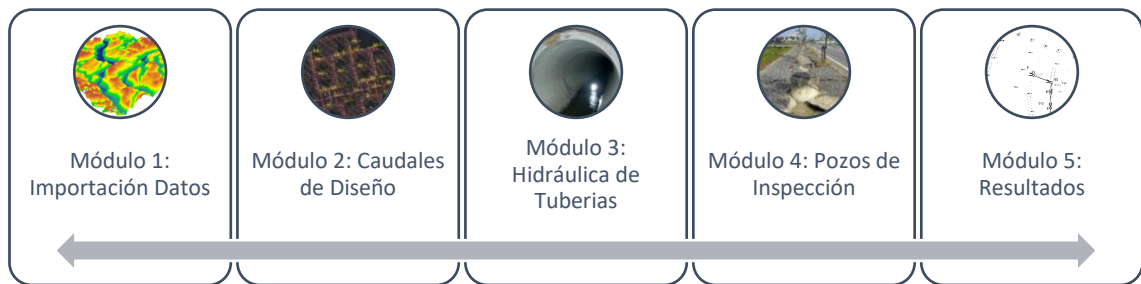 Módulo 1:
Importación Datos
Módulo 2: Caudales
de Diseño
Módulo 3:
Hidráulica de
Tuberias
Módulo 4: Pozos de
Inspección
Módulo 5:
Resultados